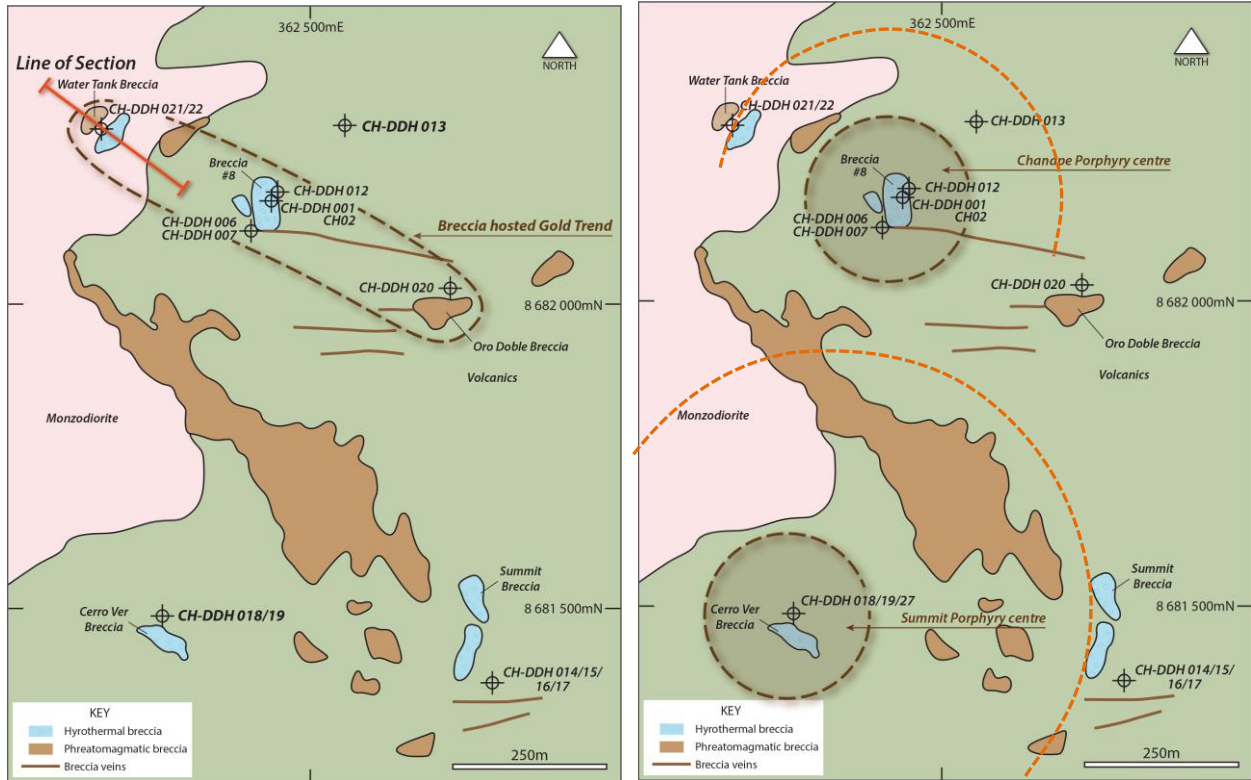 362 500mE
NORTH
Line of Section
Water Tank Breccia
CH-DDH 021/22
CH-DDH 013
Breccia
#8
CH-DDH 012
CH-DDH 001
CH02
CH-DDH 006
CH-DDH 007
Breccia hosted Gold Trend
CH-DDH 020
8 682 000mN
Oro Doble Breccia
Volcanics
Monzodiorite
Summit
Breccia
Cerro Ver
Breccia
CH-DDH 018/19
8 681 500mN
CH-DDH 014/15/
16/17
KEY
Hyrothermal breccia
Phreatomagmatic breccia
Breccia veins
250m
362 500mE
NORTH
Water Tank Breccia
CH-DDH 021/22
CH-DDH 013
Chanape Porphyry centre
Breccia
#8
CH-DDH 012
CH-DDH 001
CH02
CH-DDH 006
CH-DDH 007
CH-DDH 020
8 682 000mN
Oro Doble Breccia
Volcanics
Monzodiorite
Summit
Breccia
CH-DDH 018/19/27
8 681 500mN
Cerro Ver
Breccia
Summit Porphyry centre
CH-DDH 014/15/
16/17
KEY
Hyrothermal breccia
Phreatomagmatic breccia
Breccia veins
250m